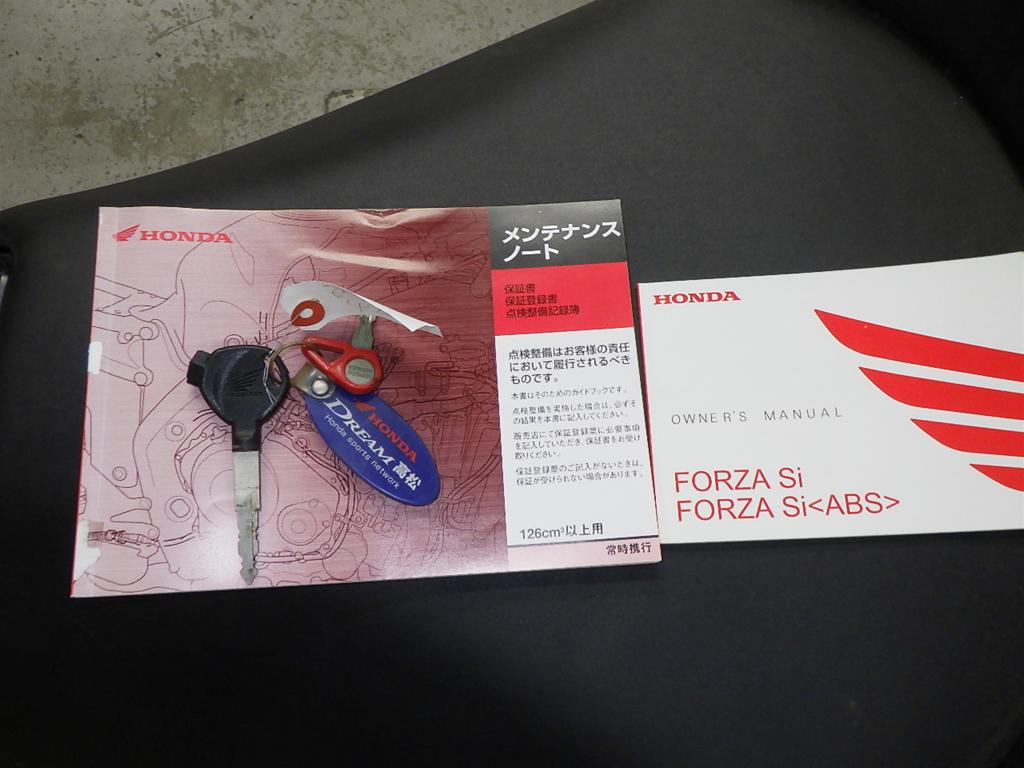 HONDA
メンテナンス
ノート
保証書
保証登録書
点検整備記録簿
点検整備はお客様の責任
において履行されるべき
ものです。
本書はそのためのガイドブックです。
点検整備を実施した場合は、必ずそ
の結果を本書に記入してください。
販売店にて保証登録票に必要事項
を記入していただき、保証書をお受け
取りください。
保証登録票のご記入がないときは、
保証が受けられない場合があります。
126cm³以上用
常時携行
HONDA
DREAM 高松
Honda sports network
HONDA
OWNER'S MANUAL
FORZA Si
FORZA Si<ABS>